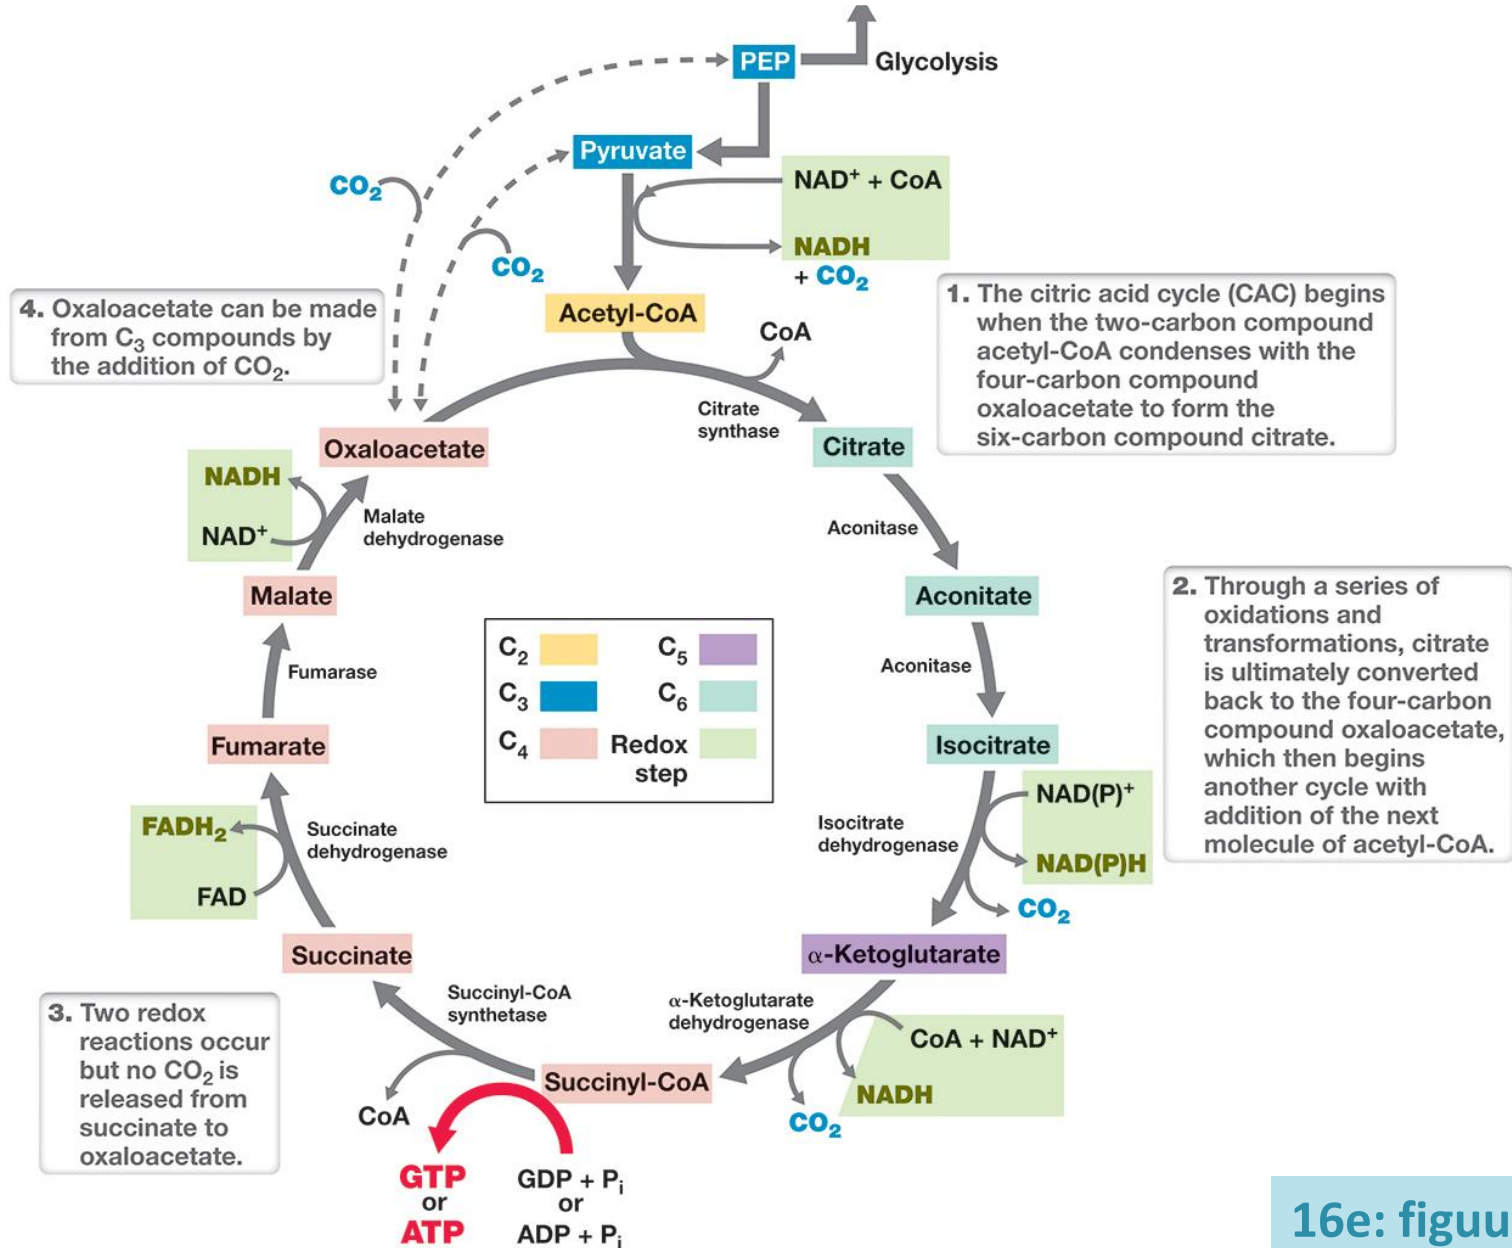 PEP
Glycolysis
Pyruvate
CO₂
NAD⁺ + CoA
NADH
+ CO₂
CO₂
Acetyl-CoA
CoA
4. Oxaloacetate can be made
from C₃ compounds by
the addition of CO₂.
1. The citric acid cycle (CAC) begins
when the two-carbon compound
acetyl-CoA condenses with the
four-carbon compound
oxaloacetate to form the
six-carbon compound citrate.
Citrate
synthase
Oxaloacetate
Citrate
NADH
NAD⁺
Malate
dehydrogenase
Aconitase
Malate
Aconitate
2. Through a series of
oxidations and
transformations, citrate
is ultimately converted
back to the four-carbon
compound oxaloacetate,
which then begins
another cycle with
addition of the next
molecule of acetyl-CoA.
C₂
C₃
C₄
C₅
C₆
Redox
step
Fumarase
Aconitase
Fumarate
Isocitrate
NAD(P)⁺
NAD(P)H
Isocitrate
dehydrogenase
CO₂
FADH₂
FAD
Succinate
dehydrogenase
Succinate
α-Ketoglutarate
Succinyl-CoA
synthetase
α-Ketoglutarate
dehydrogenase
CoA + NAD⁺
NADH
CO₂
3. Two redox
reactions occur
but no CO₂ is
released from
succinate to
oxaloacetate.
Succinyl-CoA
CoA
GTP
or
ATP
GDP + Pᵢ
or
ADP + Pᵢ
16e: figuu